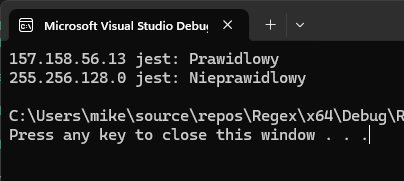 Microsoft Visual Studio Debu
157.158.56.13 jest: Prawidlowy
255.256.128.0 jest: Nieprawidlowy
C:\Users\mike\source\repos\Regex\x64\Debug\R
Press any key to close this window . . .